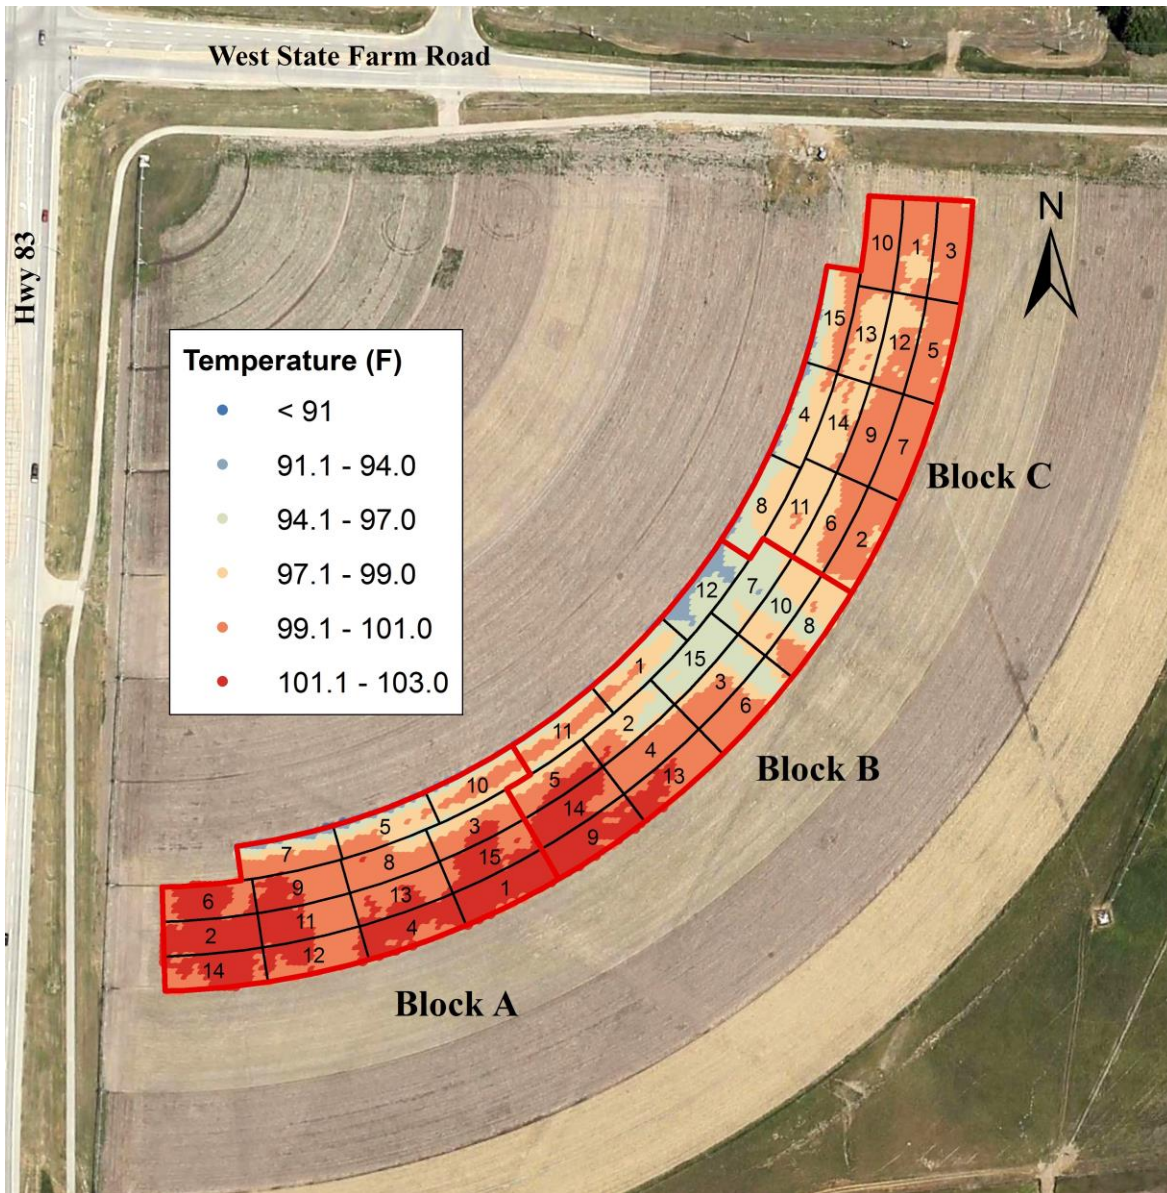 West State Farm Road
Hwy 83
N
Temperature (F)
< 91
91.1 - 94.0
94.1 - 97.0
97.1 - 99.0
99.1 - 101.0
101.1 - 103.0
10 1 3
15 13 12 5
4 14 9 7
Block C
8 11 6 2
12 7 10 8
1 15 3 6
11 2 4 13
Block B
10 5 14 9
5 3 15 1
7 8 13 4
6 9 11 12
2
14
Block A